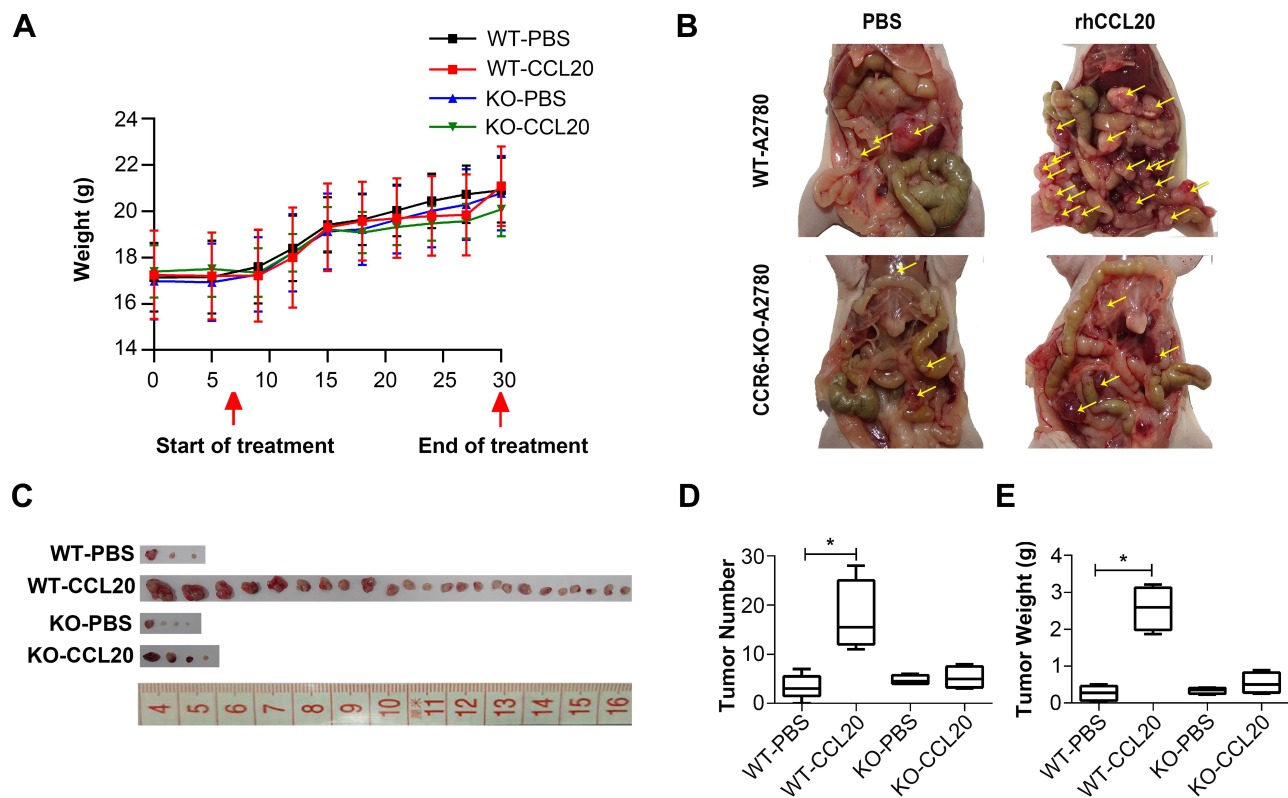 A
WT-PBS
WT-CCL20
KO-PBS
KO-CCL20
Weight (g)
24
22
20
18
16
14
0
5
10
15
20
25
30
Start of treatment
End of treatment
B
PBS
rhCCL20
WT-A2780
CCR6-KO-A2780
C
WT-PBS
WT-CCL20
KO-PBS
KO-CCL20
4
5
6
7
8
9
10
厘米
11
12
13
14
15
16
D
Tumor Number
30
20
10
0
*
WT-PBS
WT-CCL20
KO-PBS
KO-CCL20
E
Tumor Weight (g)
4
3
2
1
0
*
WT-PBS
WT-CCL20
KO-PBS
KO-CCL20